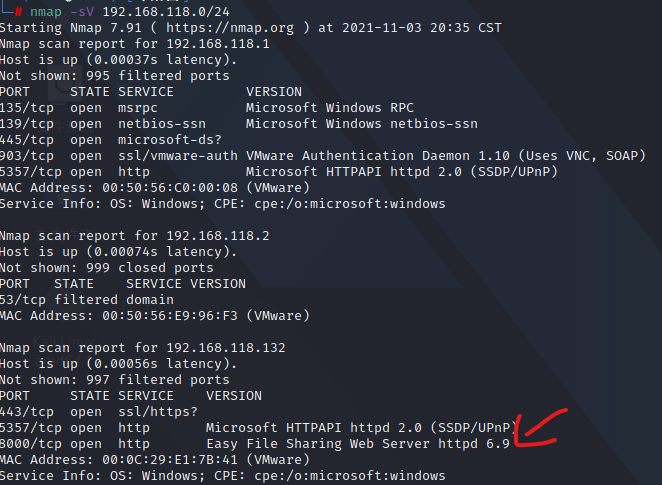 # nmap -sV 192.168.118.0/24
Starting Nmap 7.91 ( https://nmap.org ) at 2021-11-03 20:35 CST
Nmap scan report for 192.168.118.1
Host is up (0.00037s latency).
Not shown: 995 filtered ports
PORT STATE SERVICE VERSION
135/tcp open msrpc Microsoft Windows RPC
139/tcp open netbios-ssn Microsoft Windows netbios-ssn
445/tcp open microsoft-ds?
903/tcp open ssl/vmware-auth VMware Authentication Daemon 1.10 (Uses VNC, SOAP)
5357/tcp open http Microsoft HTTPAPI httpd 2.0 (SSDP/UPnP)
MAC Address: 00:50:56:C0:00:08 (VMware)
Service Info: OS: Windows; CPE: cpe:/o:microsoft:windows
Nmap scan report for 192.168.118.2
Host is up (0.00074s latency).
Not shown: 999 closed ports
PORT STATE SERVICE VERSION
53/tcp filtered domain
MAC Address: 00:50:56:E9:96:F3 (VMware)
Nmap scan report for 192.168.118.132
Host is up (0.00056s latency).
Not shown: 997 filtered ports
PORT STATE SERVICE VERSION
443/tcp open ssl/https?
5357/tcp open http Microsoft HTTPAPI httpd 2.0 (SSDP/UPnP)
8000/tcp open http Easy File Sharing Web Server httpd 6.9
MAC Address: 00:0C:29:E1:7B:41 (VMware)
Service Info: OS: Windows; CPE: cpe:/o:microsoft:windows